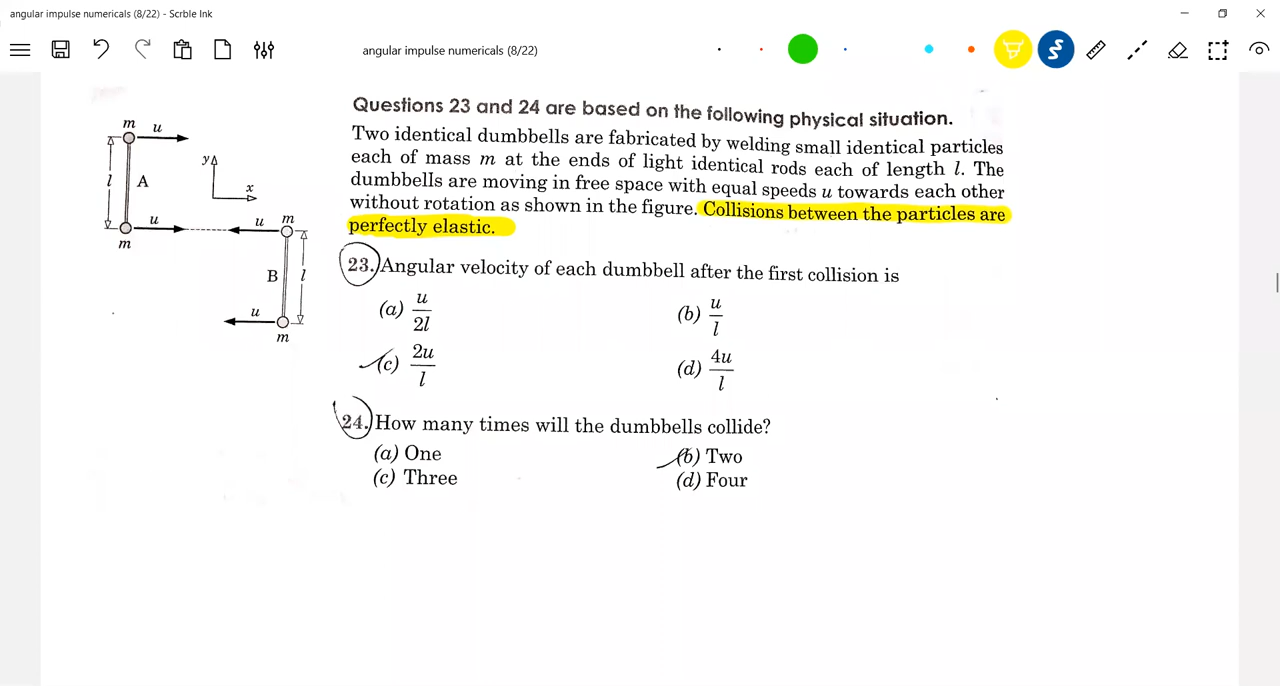 angular impulse numericals (8/22) - Scrble Ink
angular impulse numericals (8/22)
Questions 23 and 24 are based on the following physical situation.
Two identical dumbbells are fabricated by welding small identical particles
each of mass m at the ends of light identical rods each of length l. The
dumbbells are moving in free space with equal speeds u towards each other
without rotation as shown in the figure. Collisions between the particles are
perfectly elastic.
m u
l A
y
x
u
m
u m
B l
u
m
23. Angular velocity of each dumbbell after the first collision is
(a) u/2l (b) u/l
(c) 2u/l (d) 4u/l
24. How many times will the dumbbells collide?
(a) One (b) Two
(c) Three (d) Four